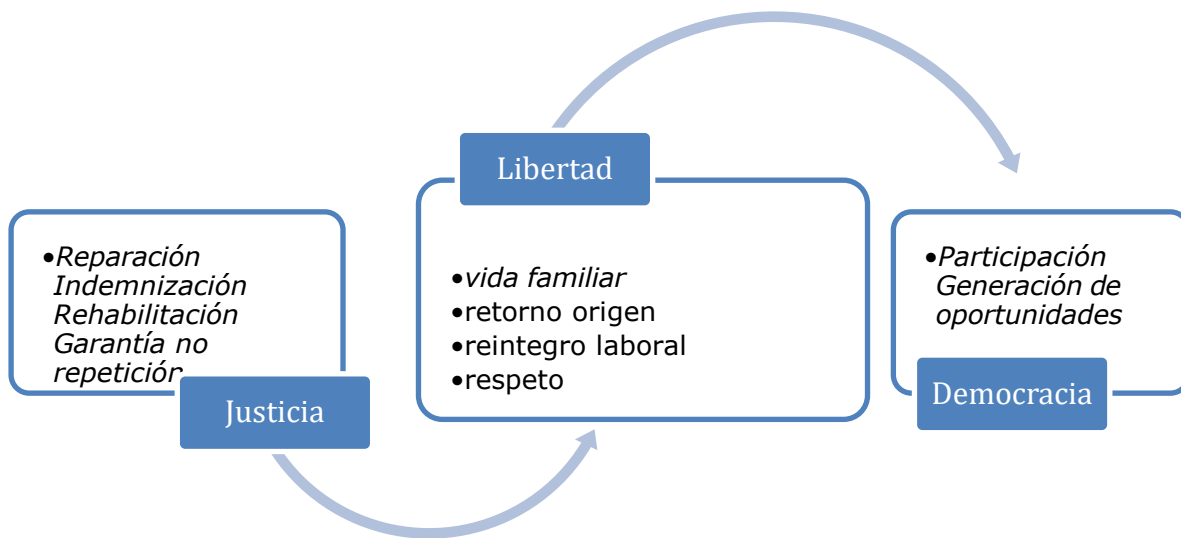 •Reparación
Indemnización
Rehabilitación
Garantía no
repetición
Justicia
Libertad
•vida familiar
•retorno origen
•reintegro laboral
•respeto
•Participación
Generación de
oportunidades
Democracia